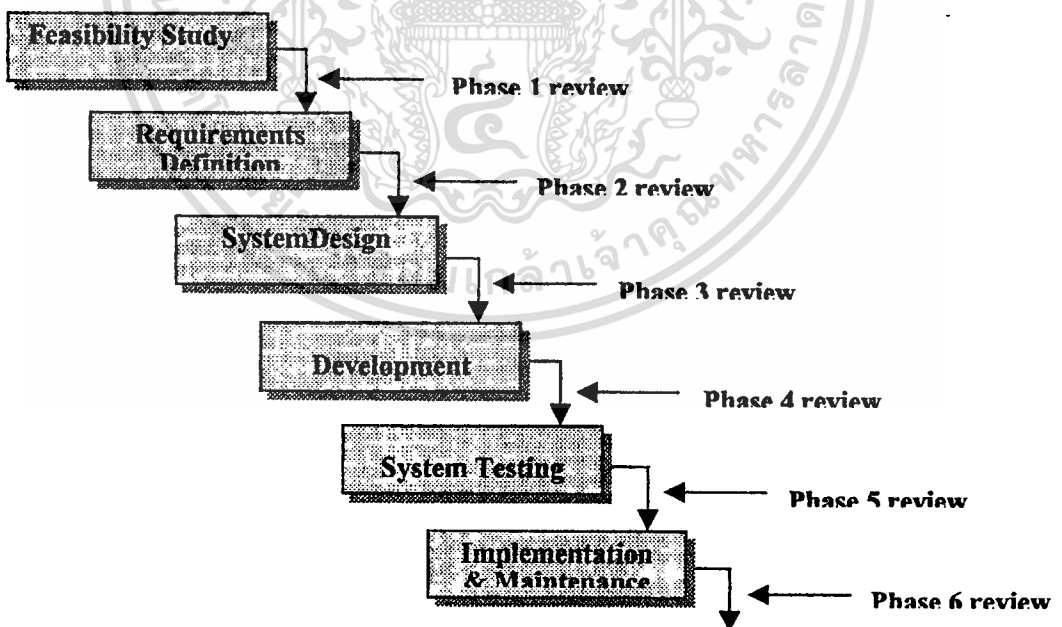 Feasibility Study
Phase 1 review
Requirements
Definition
Phase 2 review
SystemDesign
Phase 3 review
Development
Phase 4 review
System Testing
Phase 5 review
Implementation
& Maintenance
Phase 6 review